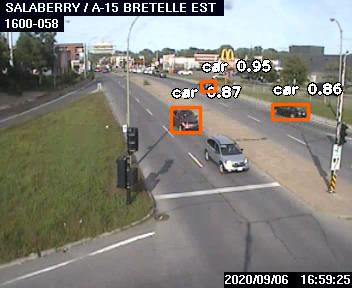 SALABERRY / A-15 BRETELLE EST
1600-058
car 0.95
car 0.87
car 0.86
2020/09/06 16:59:25